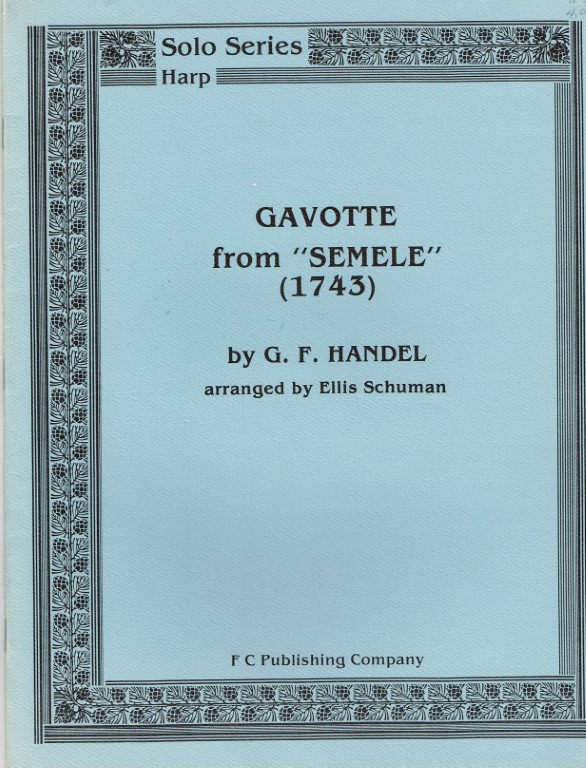 Solo Series
Harp
GAVOTTE
from "SEMELE"
(1743)
by G. F. HANDEL
arranged by Ellis Schuman
F C Publishing Company